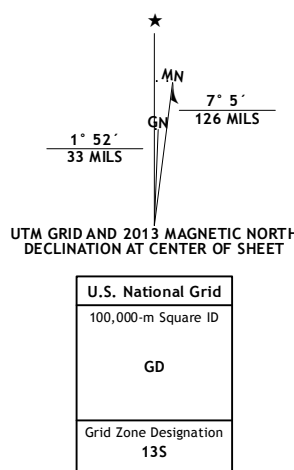 ★
MN
GN
7° 5´
126 MILS
1° 52´
33 MILS
UTM GRID AND 2013 MAGNETIC NORTH
DECLINATION AT CENTER OF SHEET
U.S. National Grid
100,000-m Square ID
GD
Grid Zone Designation
13S